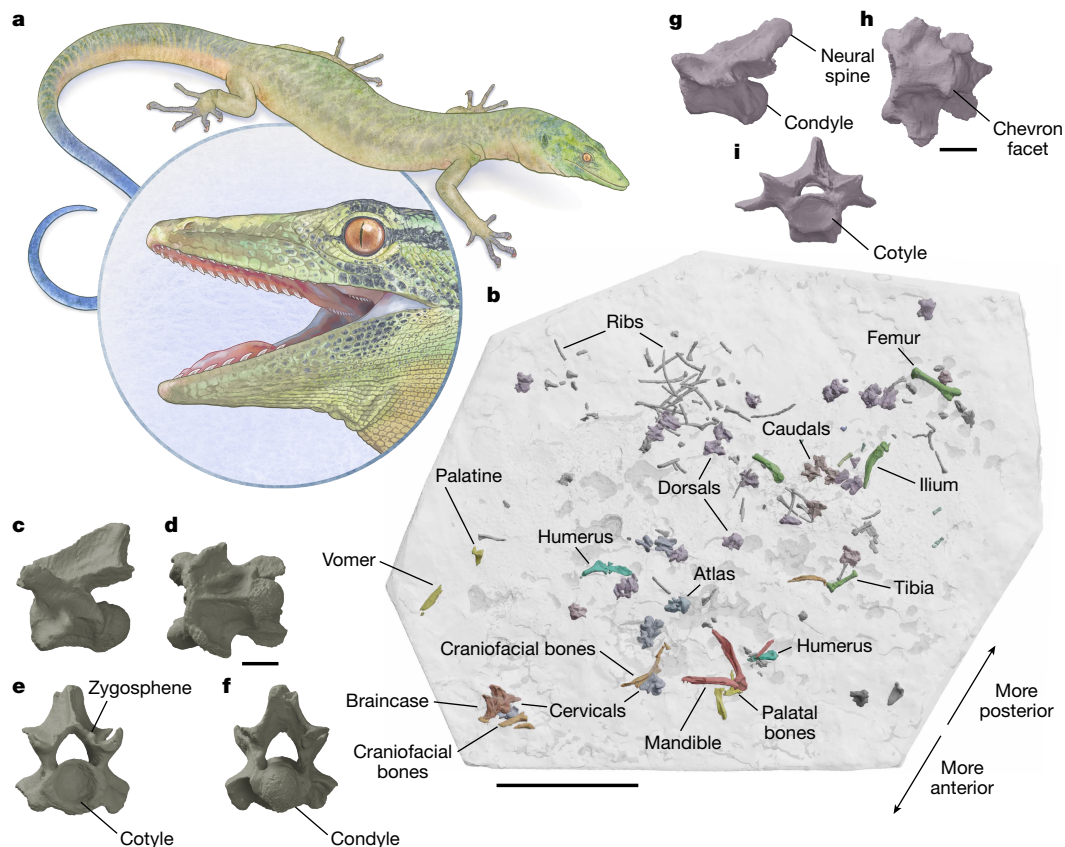 a
g
h
Neural
spine
Condyle
Chevron
facet
i
Cotyle
b
Ribs
Femur
Caudals
Palatine
Dorsals
Ilium
c
d
Humerus
Vomer
Atlas
Tibia
Craniofacial bones
Humerus
e
Zygosphene
f
Braincase
Cervicals
More
posterior
Craniofacial
bones
Mandible
Palatal
bones
More
anterior
Cotyle
Condyle